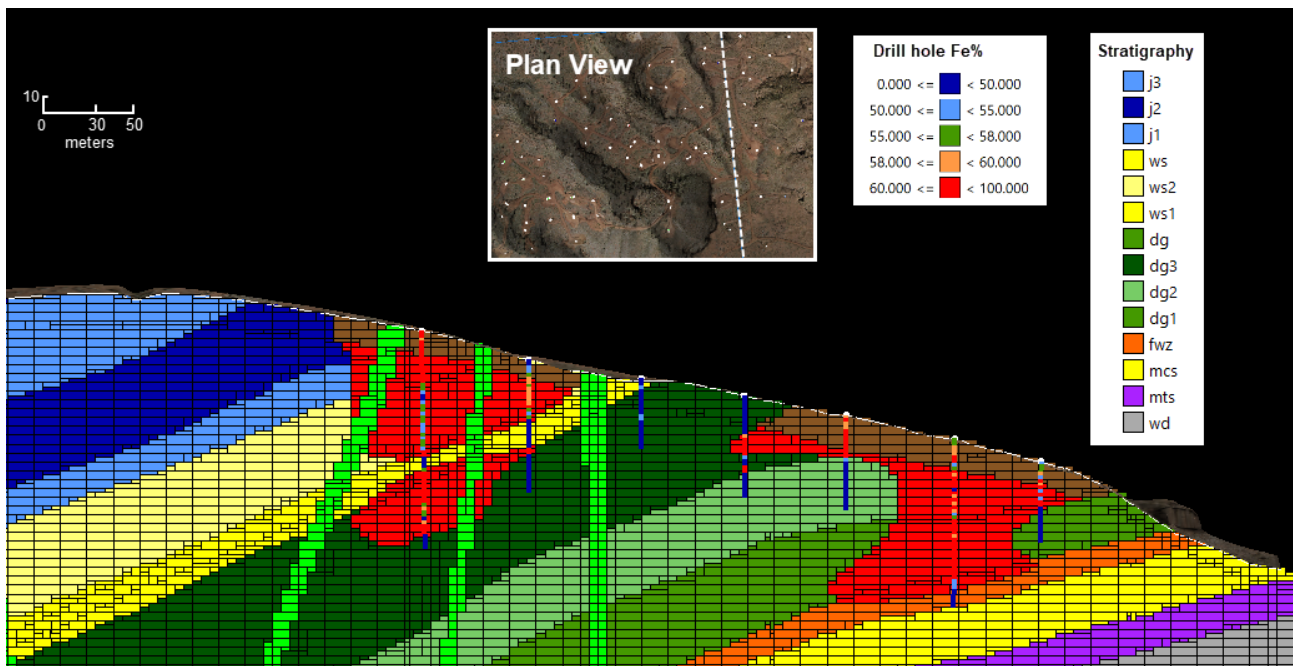 Plan View
10
0 30 50
meters
Drill hole Fe%
0.000 <= < 50.000
50.000 <= < 55.000
55.000 <= < 58.000
58.000 <= < 60.000
60.000 <= < 100.000
Stratigraphy
j3
j2
j1
ws
ws2
ws1
dg
dg3
dg2
dg1
fwz
mcs
mts
wd